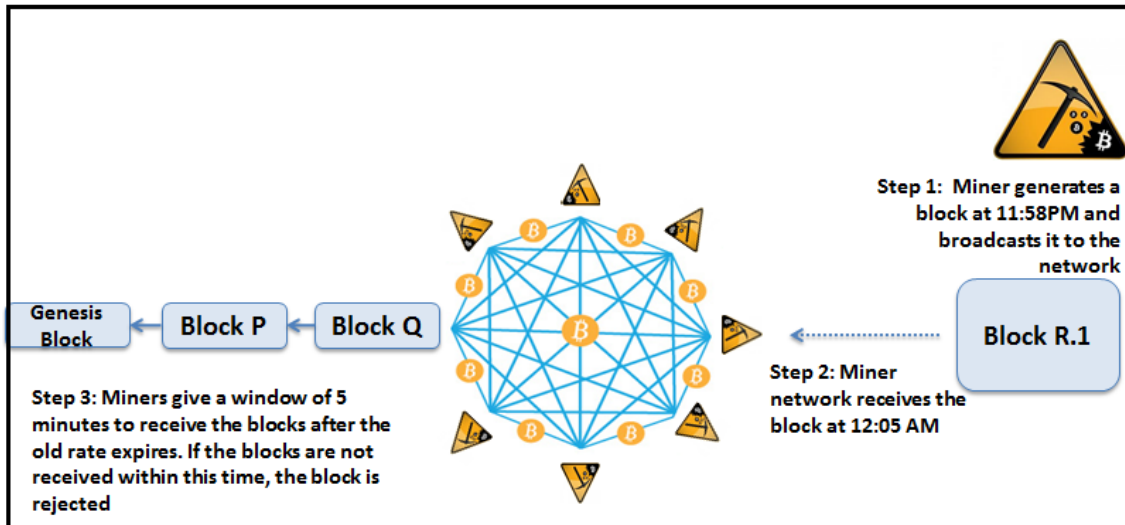 Step 1:  Miner generates a
block at 11:58PM and
broadcasts it to the
network
Genesis
Block
Block P
Block Q
Block R.1
Step 2: Miner
network receives the
block at 12:05 AM
Step 3: Miners give a window of 5
minutes to receive the blocks after the
old rate expires. If the blocks are not
received within this time, the block is
rejected